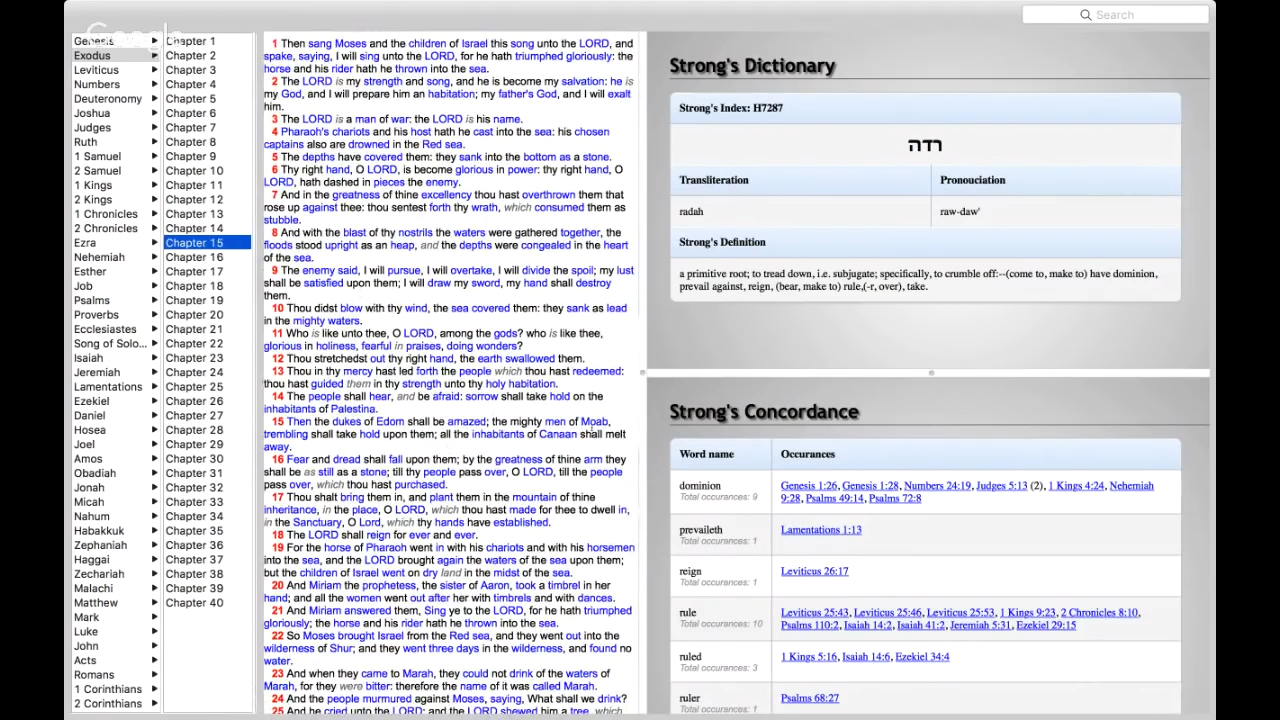 Search
Google
Genesis
Exodus
Leviticus
Numbers
Deuteronomy
Joshua
Judges
Ruth
1 Samuel
2 Samuel
1 Kings
2 Kings
1 Chronicles
2 Chronicles
Ezra
Nehemiah
Esther
Job
Psalms
Proverbs
Ecclesiastes
Song of Solo...
Isaiah
Jeremiah
Lamentations
Ezekiel
Daniel
Hosea
Joel
Amos
Obadiah
Jonah
Micah
Nahum
Habakkuk
Zephaniah
Haggai
Zechariah
Malachi
Matthew
Mark
Luke
John
Acts
Romans
1 Corinthians
2 Corinthians
Chapter 1
Chapter 2
Chapter 3
Chapter 4
Chapter 5
Chapter 6
Chapter 7
Chapter 8
Chapter 9
Chapter 10
Chapter 11
Chapter 12
Chapter 13
Chapter 14
Chapter 15
Chapter 16
Chapter 17
Chapter 18
Chapter 19
Chapter 20
Chapter 21
Chapter 22
Chapter 23
Chapter 24
Chapter 25
Chapter 26
Chapter 27
Chapter 28
Chapter 29
Chapter 30
Chapter 31
Chapter 32
Chapter 33
Chapter 34
Chapter 35
Chapter 36
Chapter 37
Chapter 38
Chapter 39
Chapter 40
1 Then sang Moses and the children of Israel this song unto the LORD, and
spake, saying, I will sing unto the LORD, for he hath triumphed gloriously: the
horse and his rider hath he thrown into the sea.
2 The LORD is my strength and song, and he is become my salvation: he is
my God, and I will prepare him an habitation; my father's God, and I will exalt
him.
3 The LORD is a man of war: the LORD is his name.
4 Pharaoh's chariots and his host hath he cast into the sea: his chosen
captains also are drowned in the Red sea.
5 The depths have covered them: they sank into the bottom as a stone.
6 Thy right hand, O LORD, is become glorious in power: thy right hand, O
LORD, hath dashed in pieces the enemy.
7 And in the greatness of thine excellency thou hast overthrown them that
rose up against thee: thou sentest forth thy wrath, which consumed them as
stubble.
8 And with the blast of thy nostrils the waters were gathered together, the
floods stood upright as an heap, and the depths were congealed in the heart
of the sea.
9 The enemy said, I will pursue, I will overtake, I will divide the spoil; my lust
shall be satisfied upon them; I will draw my sword, my hand shall destroy
them.
10 Thou didst blow with thy wind, the sea covered them: they sank as lead
in the mighty waters.
11 Who is like unto thee, O LORD, among the gods? who is like thee,
glorious in holiness, fearful in praises, doing wonders?
12 Thou stretchedst out thy right hand, the earth swallowed them.
13 Thou in thy mercy hast led forth the people which thou hast redeemed:
thou hast guided them in thy strength unto thy holy habitation.
14 The people shall hear, and be afraid: sorrow shall take hold on the
inhabitants of Palestina.
15 Then the dukes of Edom shall be amazed; the mighty men of Moab,
trembling shall take hold upon them; all the inhabitants of Canaan shall melt
away.
16 Fear and dread shall fall upon them; by the greatness of thine arm they
shall be as still as a stone; till thy people pass over, O LORD, till the people
pass over, which thou hast purchased.
17 Thou shalt bring them in, and plant them in the mountain of thine
inheritance, in the place, O LORD, which thou hast made for thee to dwell in,
in the Sanctuary, O Lord, which thy hands have established.
18 The LORD shall reign for ever and ever.
19 For the horse of Pharaoh went in with his chariots and with his horsemen
into the sea, and the LORD brought again the waters of the sea upon them;
but the children of Israel went on dry land in the midst of the sea.
20 And Miriam the prophetess, the sister of Aaron, took a timbrel in her
hand; and all the women went out after her with timbrels and with dances.
21 And Miriam answered them, Sing ye to the LORD, for he hath triumphed
gloriously; the horse and his rider hath he thrown into the sea.
22 So Moses brought Israel from the Red sea, and they went out into the
wilderness of Shur; and they went three days in the wilderness, and found no
water.
23 And when they came to Marah, they could not drink of the waters of
Marah, for they were bitter: therefore the name of it was called Marah.
24 And the people murmured against Moses, saying, What shall we drink?
25 And he cried unto the LORD; and the LORD shewed him a tree, which
Strong's Dictionary
Strong's Index: H7287
רדה
Transliteration Pronouciation
radah raw-daw'
Strong's Definition
a primitive root; to tread down, i.e. subjugate; specifically, to crumble off:--(come to, make to) have dominion,
prevail against, reign, (bear, make to) rule,(-r, over), take.
Strong's Concordance
Word name Occurances
dominion Genesis 1:26, Genesis 1:28, Numbers 24:19, Judges 5:13 (2), 1 Kings 4:24, Nehemiah
Total occurances: 9 9:28, Psalms 49:14, Psalms 72:8
prevaileth Lamentations 1:13
Total occurances: 1
reign Leviticus 26:17
Total occurances: 1
rule Leviticus 25:43, Leviticus 25:46, Leviticus 25:53, 1 Kings 9:23, 2 Chronicles 8:10,
Total occurances: 10 Psalms 110:2, Isaiah 14:2, Isaiah 41:2, Jeremiah 5:31, Ezekiel 29:15
ruled 1 Kings 5:16, Isaiah 14:6, Ezekiel 34:4
Total occurances: 3
ruler Psalms 68:27
Total occurances: 1